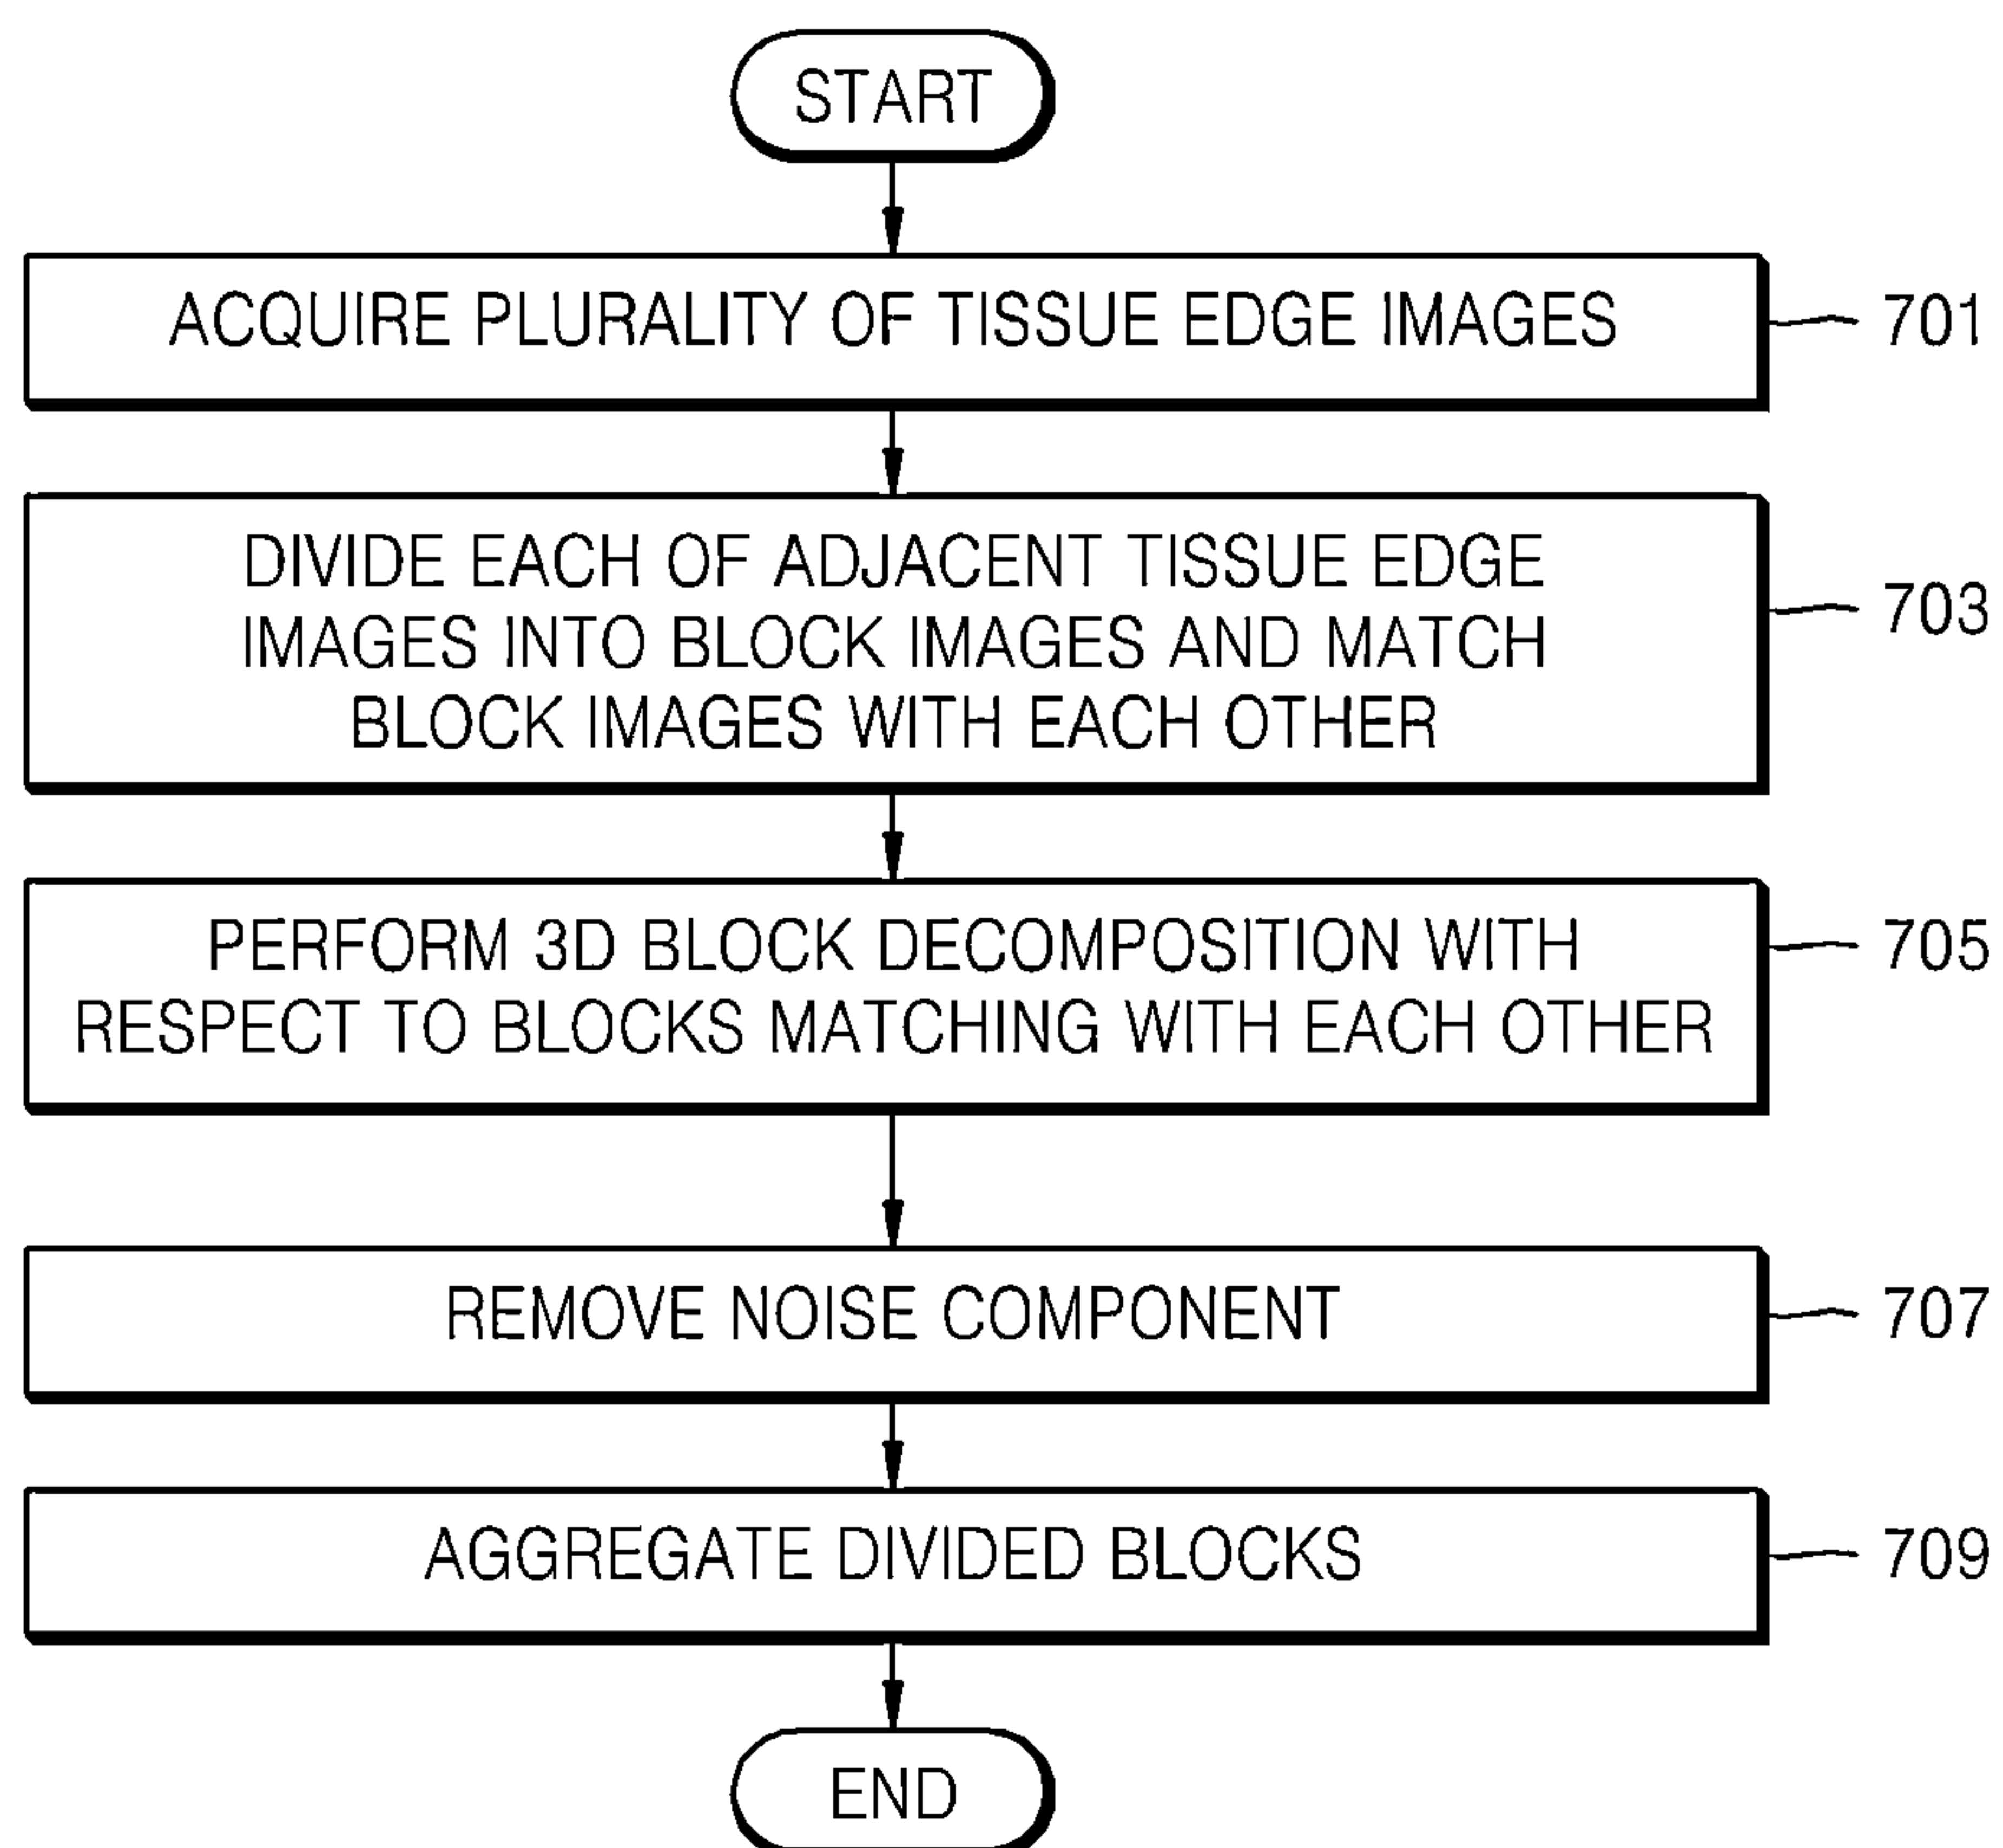 START
ACQUIRE PLURALITY OF TISSUE EDGE IMAGES
701
DIVIDE EACH OF ADJACENT TISSUE EDGE
IMAGES INTO BLOCK IMAGES AND MATCH
BLOCK IMAGES WITH EACH OTHER
703
PERFORM 3D BLOCK DECOMPOSITION WITH
RESPECT TO BLOCKS MATCHING WITH EACH OTHER
705
REMOVE NOISE COMPONENT
707
AGGREGATE DIVIDED BLOCKS
709
END